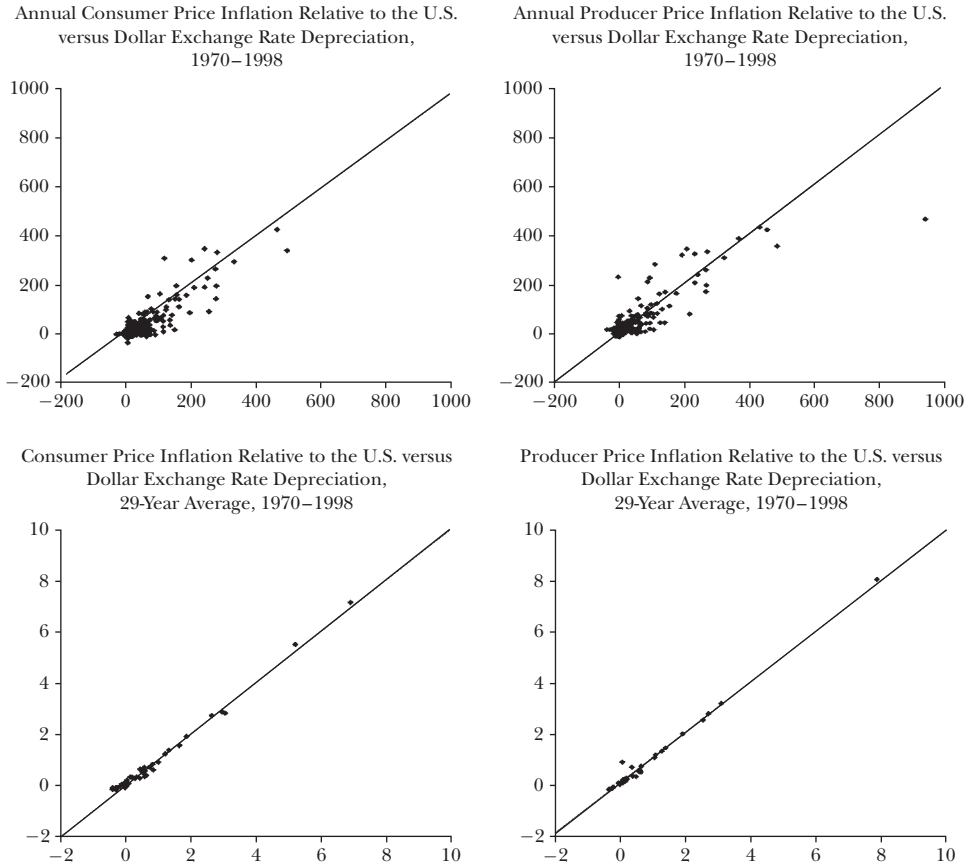 Annual Consumer Price Inflation Relative to the U.S.
versus Dollar Exchange Rate Depreciation,
1970–1998
1000
800
600
400
200
0
−200
−200 0 200 400 600 800 1000
Annual Producer Price Inflation Relative to the U.S.
versus Dollar Exchange Rate Depreciation,
1970–1998
1000
800
600
400
200
0
−200
−200 0 200 400 600 800 1000
Consumer Price Inflation Relative to the U.S. versus
Dollar Exchange Rate Depreciation,
29-Year Average, 1970–1998
10
8
6
4
2
0
−2
−2 0 2 4 6 8 10
Producer Price Inflation Relative to the U.S. versus
Dollar Exchange Rate Depreciation,
29-Year Average, 1970–1998
10
8
6
4
2
0
−2
−2 0 2 4 6 8 10